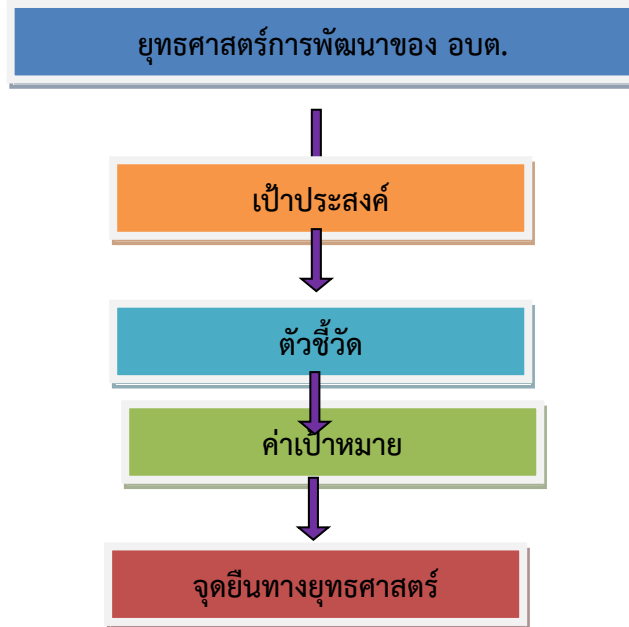 ยุทธศาสตร์การพัฒนาของ อบต.
เป้าประสงค์
ตัวชี้วัด
ค่าเป้าหมาย
จุดยืนทางยุทธศาสตร์